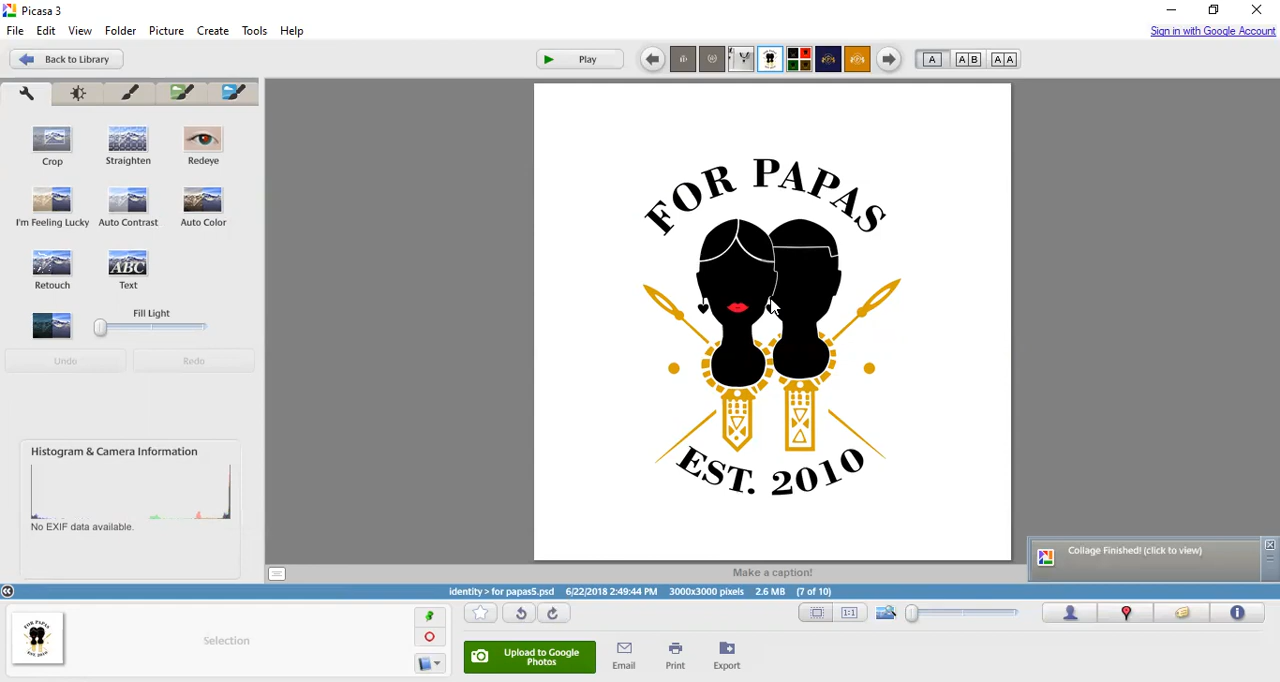 Picasa 3
File Edit View Folder Picture Create Tools Help
Sign in with Google Account
Back to Library
Play
A A B A A
Crop Straighten Redeye
I'm Feeling Lucky Auto Contrast Auto Color
ABC
Retouch Text
Fill Light
Undo Redo
FOR PAPAS
EST. 2010
Histogram & Camera Information
No EXIF data available.
Collage Finished! (click to view)
Make a caption!
identity > for papas5.psd 6/22/2018 2:49:44 PM 3000x3000 pixels 2.6 MB (7 of 10)
1:1
Selection
Upload to Google
Photos
Email Print Export